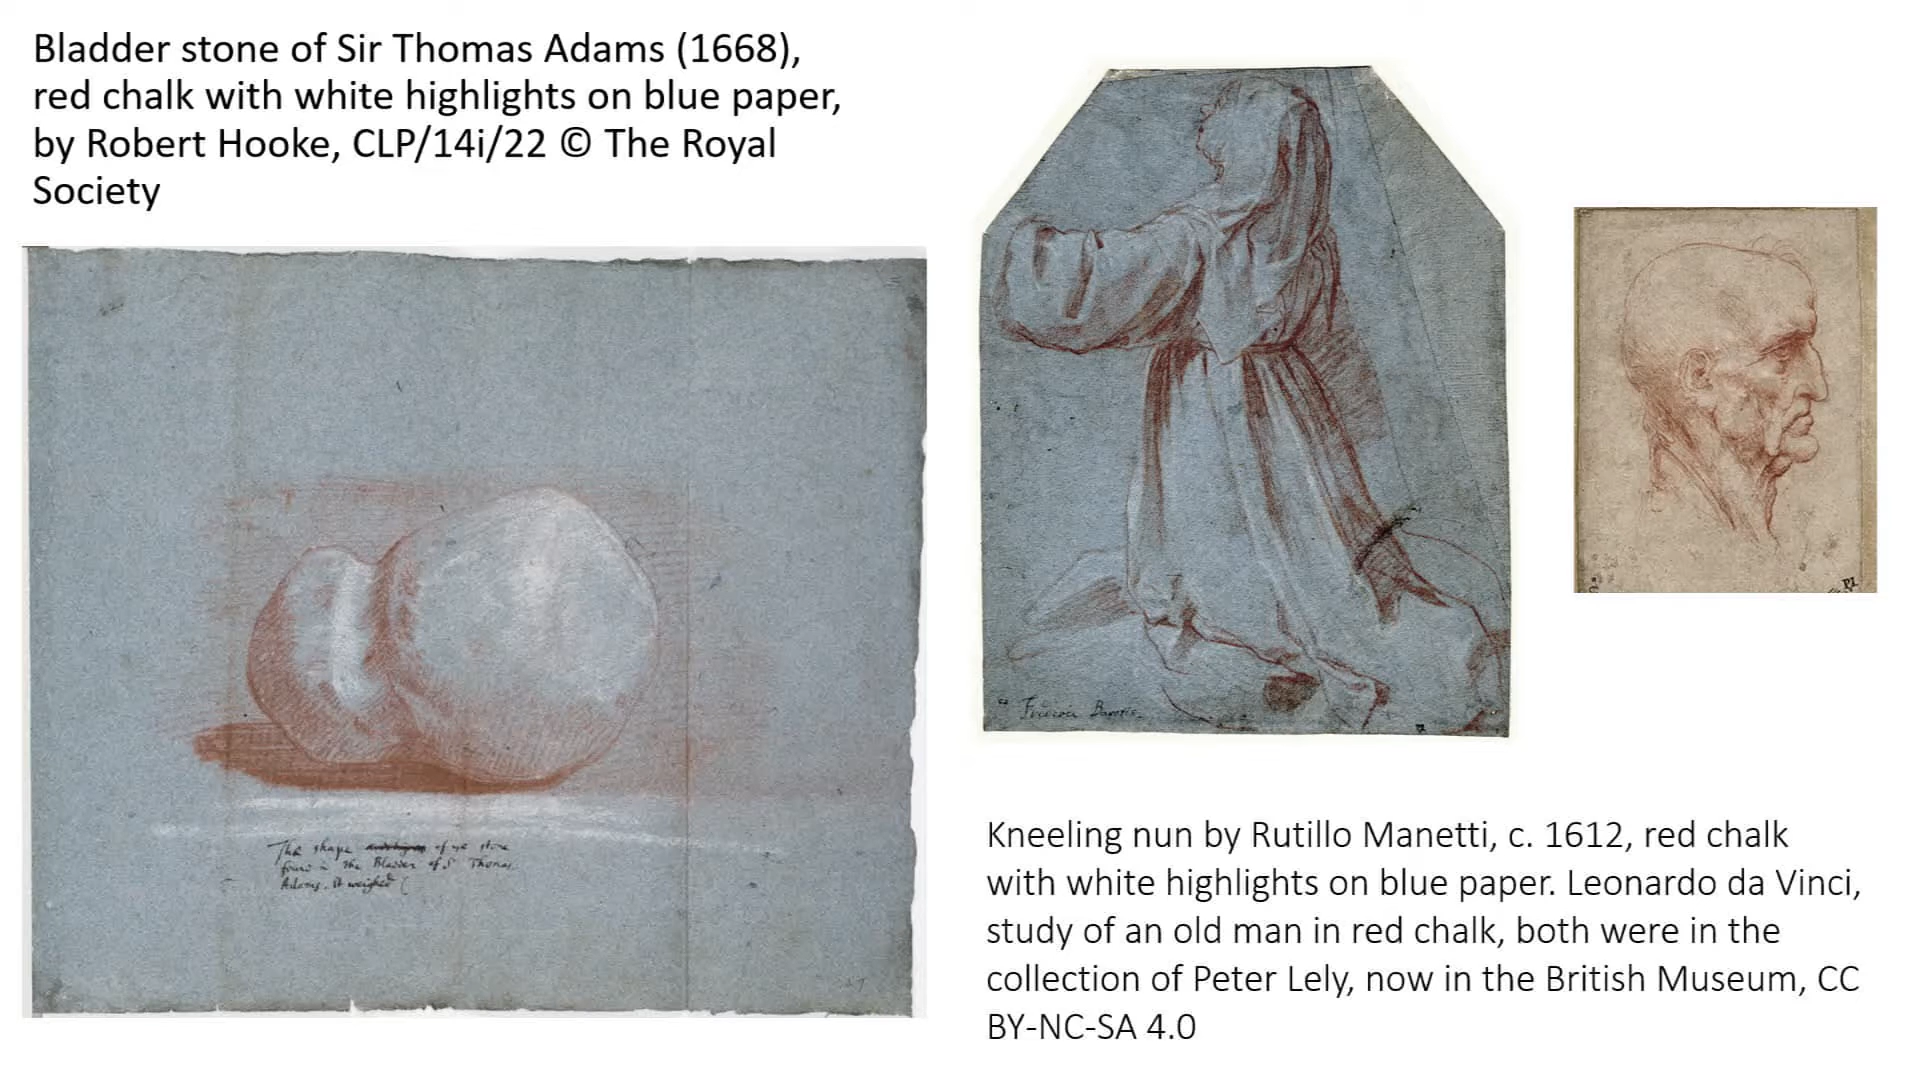 Bladder stone of Sir Thomas Adams (1668),
red chalk with white highlights on blue paper,
by Robert Hooke, CLP/14i/22 © The Royal
Society
The shape of ye stone
found in the Bladder of Sr Thomas
Adams. It weighed (
Kneeling nun by Rutillo Manetti, c. 1612, red chalk
with white highlights on blue paper. Leonardo da Vinci,
study of an old man in red chalk, both were in the
collection of Peter Lely, now in the British Museum, CC
BY-NC-SA 4.0